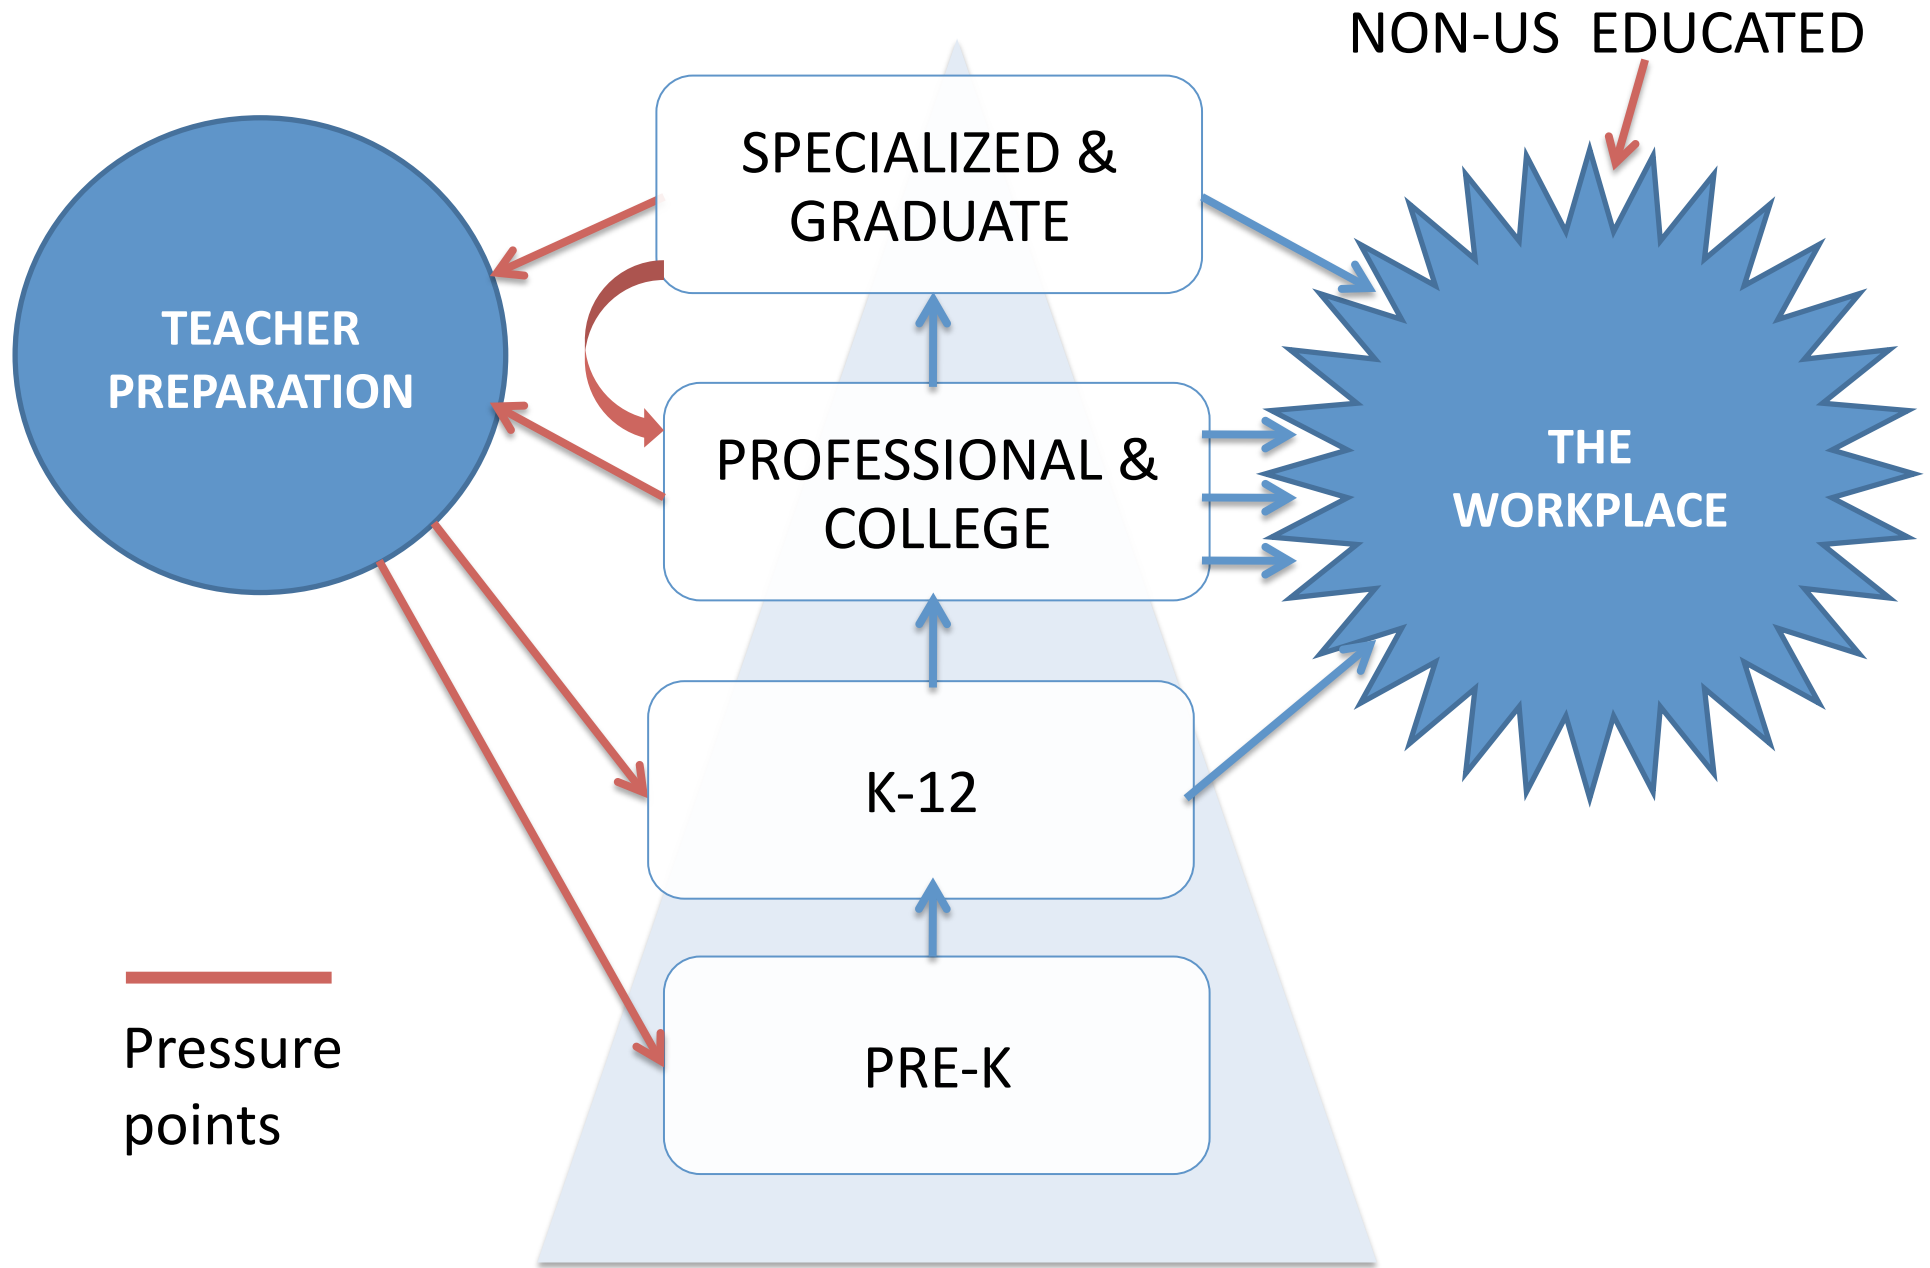 NON-US  EDUCATED
SPECIALIZED &
GRADUATE
TEACHER
PREPARATION
PROFESSIONAL &
COLLEGE
THE
WORKPLACE
K-12
PRE-K
Pressure
points